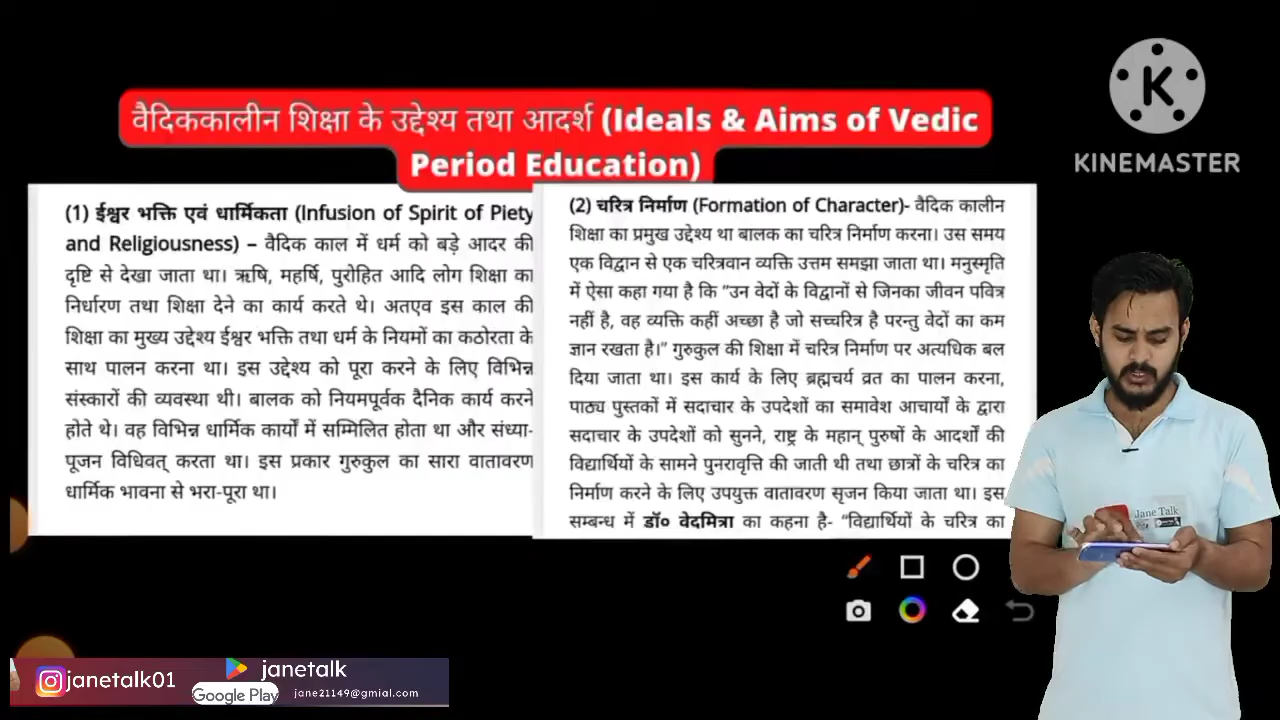 वैदिककालीन शिक्षा के उद्देश्य तथा आदर्श (Ideals & Aims of Vedic
Period Education)
(1) ईश्वर भक्ति एवं धार्मिकता (Infusion of Spirit of Piety
and Religiousness) – वैदिक काल में धर्म को बड़े आदर की
दृष्टि से देखा जाता था। ऋषि, महर्षि, पुरोहित आदि लोग शिक्षा का
निर्धारण तथा शिक्षा देने का कार्य करते थे। अतएव इस काल की
शिक्षा का मुख्य उद्देश्य ईश्वर भक्ति तथा धर्म के नियमों का कठोरता के
साथ पालन करना था। इस उद्देश्य को पूरा करने के लिए विभिन्न
संस्कारों की व्यवस्था थी। बालक को नियमपूर्वक दैनिक कार्य करने
होते थे। वह विभिन्न धार्मिक कार्यों में सम्मिलित होता था और संध्या-
पूजन विधिवत् करता था। इस प्रकार गुरुकुल का सारा वातावरण
धार्मिक भावना से भरा-पूरा था।
(2) चरित्र निर्माण (Formation of Character)- वैदिक कालीन
शिक्षा का प्रमुख उद्देश्य था बालक का चरित्र निर्माण करना। उस समय
एक विद्वान से एक चरित्रवान व्यक्ति उत्तम समझा जाता था। मनुस्मृति
में ऐसा कहा गया है कि "उन वेदों के विद्वानों से जिनका जीवन पवित्र
नहीं है, वह व्यक्ति कहीं अच्छा है जो सच्चरित्र है परन्तु वेदों का कम
ज्ञान रखता है।" गुरुकुल की शिक्षा में चरित्र निर्माण पर अत्यधिक बल
दिया जाता था। इस कार्य के लिए ब्रह्मचर्य व्रत का पालन करना,
पाठ्य पुस्तकों में सदाचार के उपदेशों का समावेश आचार्यों के द्वारा
सदाचार के उपदेशों को सुनने, राष्ट्र के महान् पुरुषों के आदर्शों की
विद्यार्थियों के सामने पुनरावृत्ति की जाती थी तथा छात्रों के चरित्र का
निर्माण करने के लिए उपयुक्त वातावरण सृजन किया जाता था। इस
सम्बन्ध में डॉ० वेदमित्रा का कहना है- "विद्यार्थियों के चरित्र का
K
KINEMASTER
Jane Talk
janetalk01
janetalk
Google Play
jane21149@gmial.com